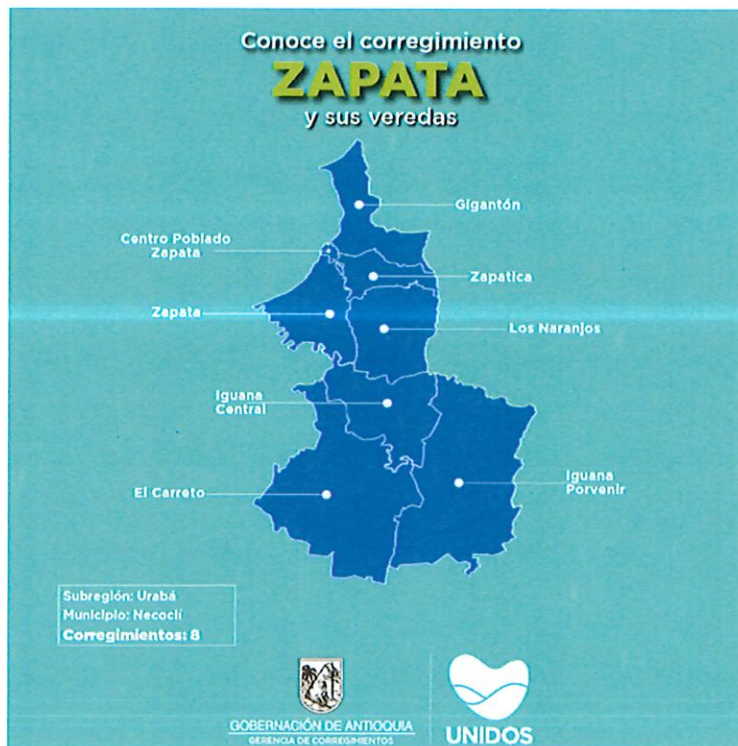 Conoce el corregimiento
ZAPATA
y sus veredas
Gigantón
Centro Poblado
Zapata
Zapatica
Zapata
Los Naranjos
Iguana
Central
Iguana
Porvenir
El Carreto
Subregión: Urabá
Municipio: Necoclí
Corregimientos: 8
GOBERNACIÓN DE ANTIOQUIA
GERENCIA DE CORREGIMIENTOS
UNIDOS